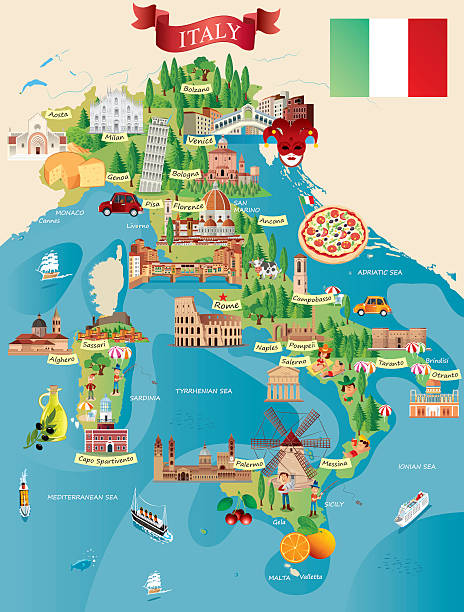 ITALY
Bolzano
Aosta
Milan
Venice
Genoa
Bologna
Pisa
Florence
SAN
MARINO
MONACO
Cannes
Livorno
Ancona
ADRIATIC SEA
Campobasso
Rome
Naples
Pompeii
Salerno
Taranto
Brindisi
Otranto
Sassari
Alghero
SARDINIA
TYRRHENIAN SEA
Capo Spartivento
Palermo
Messina
IONIAN SEA
MEDITERRANEAN SEA
SICILY
Gela
MALTA
Valletta